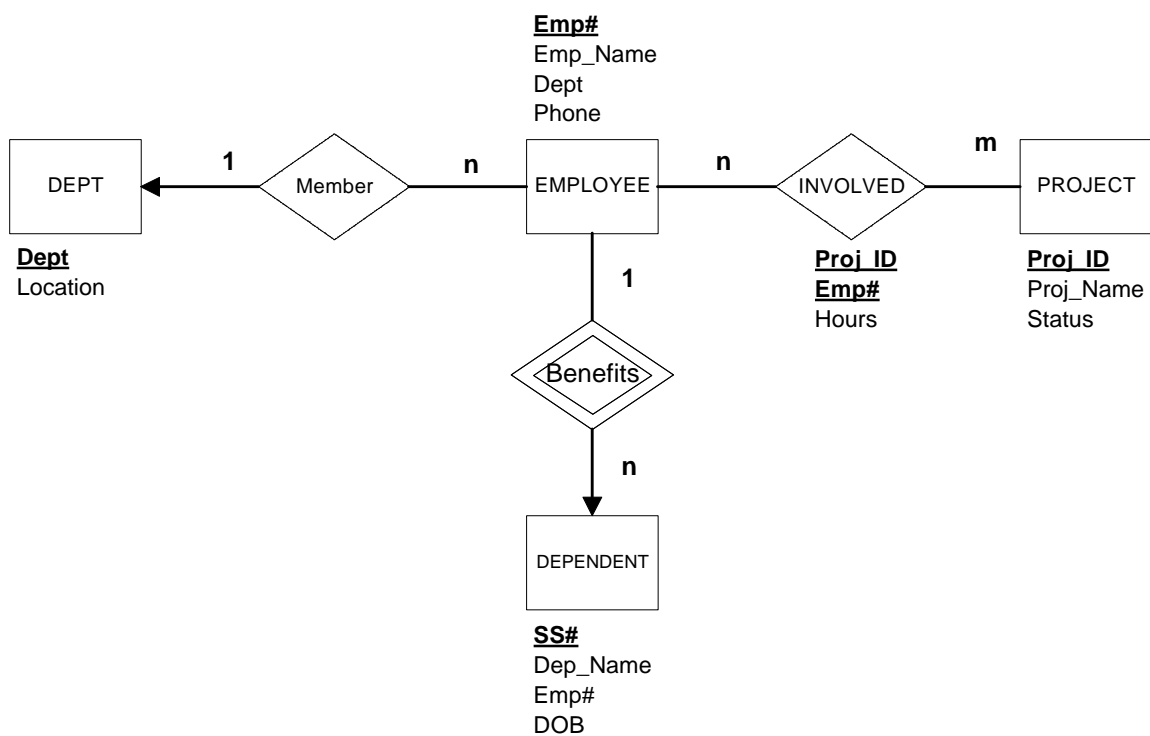 Emp#
Emp_Name
Dept
Phone
1
n
n
m
DEPT
Member
EMPLOYEE
INVOLVED
PROJECT
Dept
Location
Proj_ID
Emp#
Hours
Proj_ID
Proj_Name
Status
1
Benefits
n
DEPENDENT
SS#
Dep_Name
Emp#
DOB